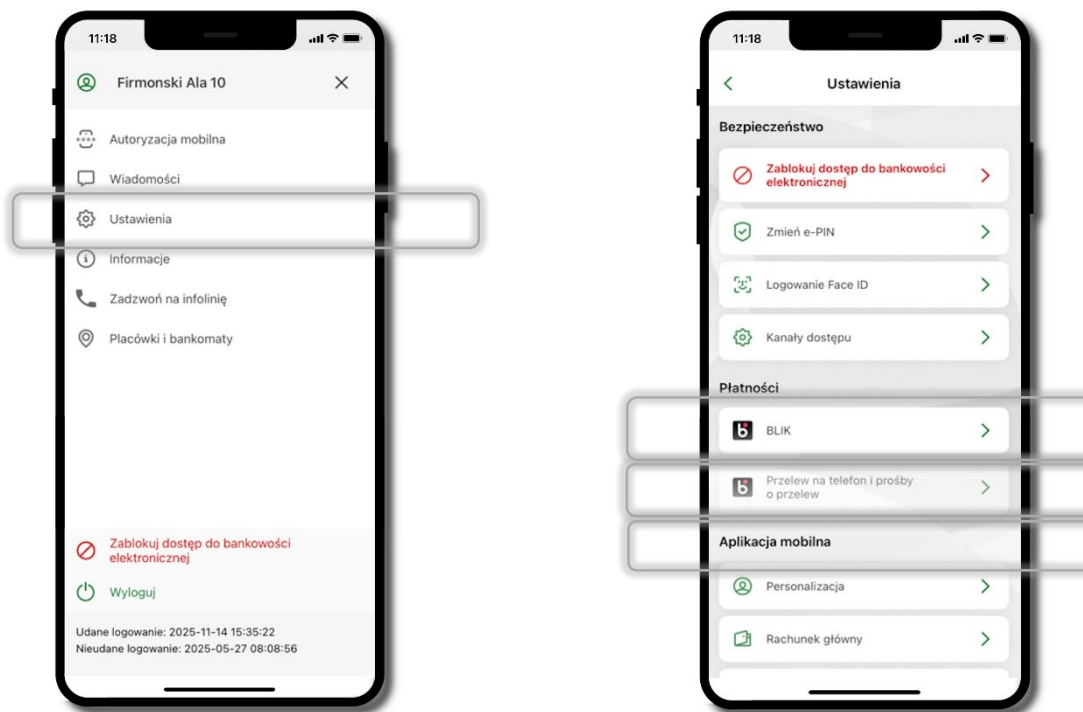 11:18
Firmonski Ala 10
Autoryzacja mobilna
Wiadomości
Ustawienia
Informacje
Zadzwoń na infolinię
Placówki i bankomaty
Zablokuj dostęp do bankowości
elektronicznej
Wyloguj
Udane logowanie: 2025-11-14 15:35:22
Nieudane logowanie: 2025-05-27 08:08:56
11:18
Ustawienia
Bezpieczeństwo
Zablokuj dostęp do bankowości
elektronicznej
Zmień e-PIN
Logowanie Face ID
Kanały dostępu
Płatności
BLIK
Przelew na telefon i prośby
o przelew
Aplikacja mobilna
Personalizacja
Rachunek główny